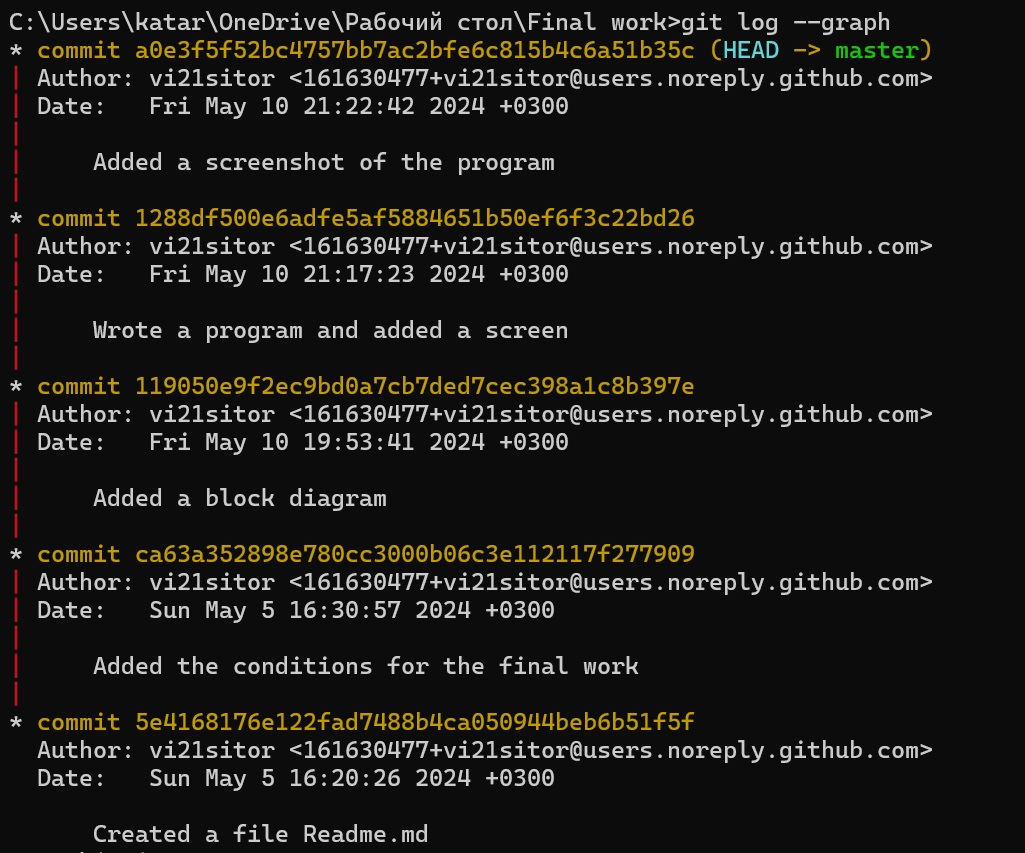 C:\Users\katar\OneDrive\Рабочий стол\Final work>git log --graph
* commit a0e3f5f52bc4757bb7ac2bfe6c815b4c6a51b35c (HEAD -> master)
| Author: vi21sitor <161630477+vi21sitor@users.noreply.github.com>
| Date:   Fri May 10 21:22:42 2024 +0300
|
|     Added a screenshot of the program
|
* commit 1288df500e6adfe5af5884651b50ef6f3c22bd26
| Author: vi21sitor <161630477+vi21sitor@users.noreply.github.com>
| Date:   Fri May 10 21:17:23 2024 +0300
|
|     Wrote a program and added a screen
|
* commit 119050e9f2ec9bd0a7cb7ded7cec398a1c8b397e
| Author: vi21sitor <161630477+vi21sitor@users.noreply.github.com>
| Date:   Fri May 10 19:53:41 2024 +0300
|
|     Added a block diagram
|
* commit ca63a352898e780cc3000b06c3e112117f277909
| Author: vi21sitor <161630477+vi21sitor@users.noreply.github.com>
| Date:   Sun May 5 16:30:57 2024 +0300
|
|     Added the conditions for the final work
|
* commit 5e4168176e122fad7488b4ca050944beb6b51f5f
  Author: vi21sitor <161630477+vi21sitor@users.noreply.github.com>
  Date:   Sun May 5 16:20:26 2024 +0300

      Created a file Readme.md